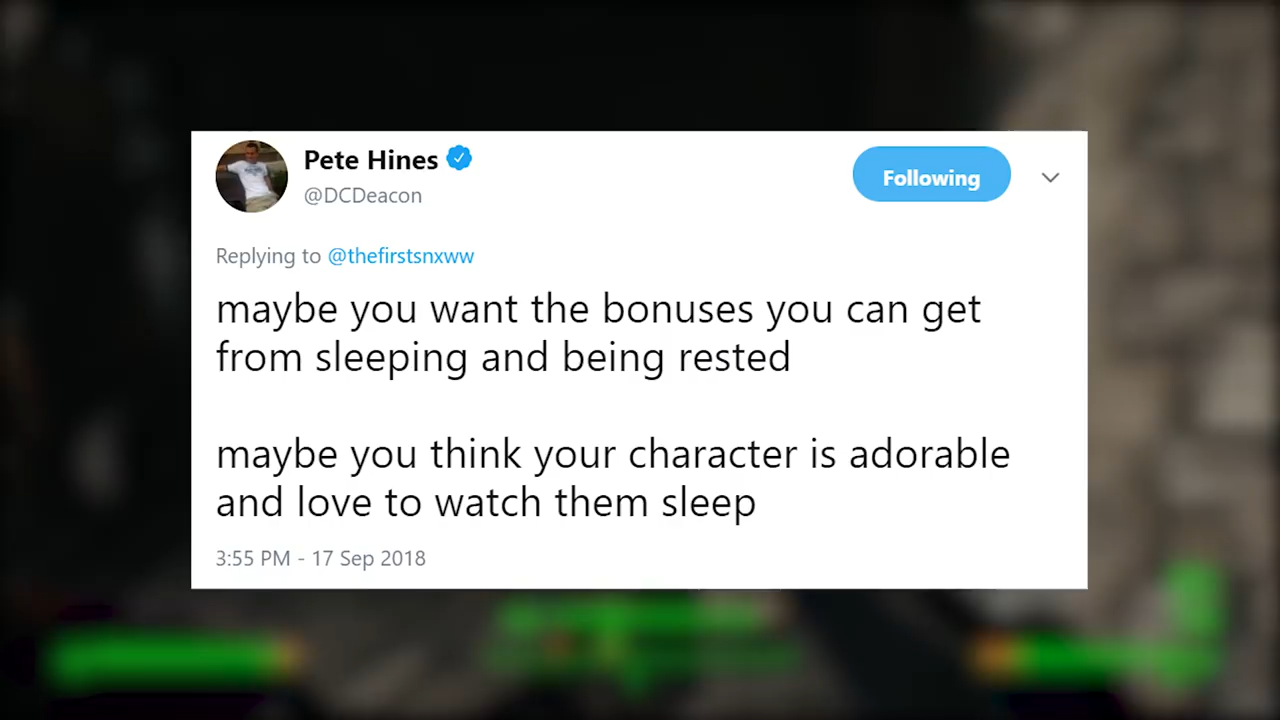 Pete Hines
@DCDeacon
Following
Replying to @thefirstsnxww
maybe you want the bonuses you can get
from sleeping and being rested
maybe you think your character is adorable
and love to watch them sleep
3:55 PM - 17 Sep 2018